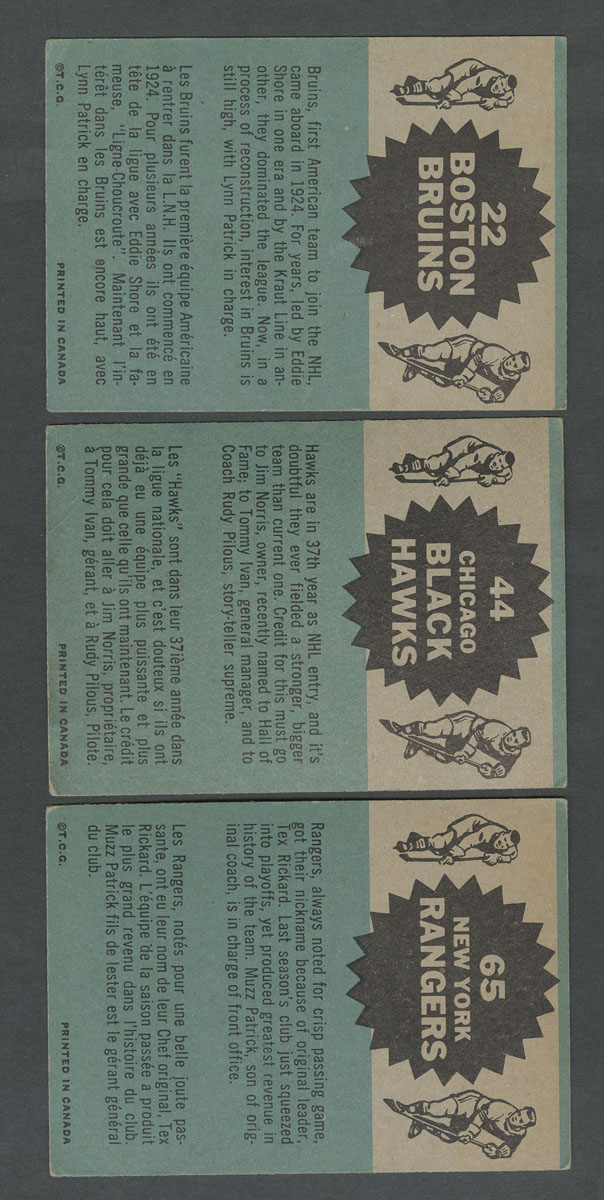 22
BOSTON
BRUINS
Bruins, first American team to join the NHL,
came aboard in 1924. For years, led by Eddie
Shore in one era and by the Kraut Line in an-
other, they dominated the league. Now, in a
process of reconstruction, interest in Bruins is
still high, with Lynn Patrick in charge.
Les Bruins furent la première équipe Américaine
à rentrer dans la L.N.H. Ils ont commencé en
1924. Pour plusieurs années ils ont été en
tête de la ligue avec Eddie Shore et la fa-
meuse, "Ligne Choucroute". Maintenant l'in-
térêt dans les Bruins est encore haut, avec
Lynn Patrick en charge.
©T.C.G. PRINTED IN CANADA
44
CHICAGO
BLACK
HAWKS
Hawks are in 37th year as NHL entry, and it's
doubtful they ever fielded a stronger, bigger
team than current one. Credit for this must go
to Jim Norris, owner, recently named to Hall of
Fame; to Tommy Ivan, general manager, and to
Coach Rudy Pilous, story-teller supreme.
Les "Hawks" sont dans leur 37ième année dans
la ligue nationale, et c'est douteux si ils ont
déjà eu une équipe plus puissante et plus
grande que celle qu'ils ont maintenant. Le crédit
pour cela doit aller à Jim Norris, propriétaire,
à Tommy Ivan, gérant, et à Rudy Pilous, Pilote.
©T.C.G. PRINTED IN CANADA
65
NEW YORK
RANGERS
Rangers, always noted for crisp passing game,
got their nickname because of original leader,
Tex Rickard. Last season's club just squeezed
into playoffs, yet produced greatest revenue in
history of the team. Muzz Patrick, son of orig-
inal coach, is in charge of front office.
Les Rangers, notés pour une belle joute pas-
sante, ont eu leur nom de leur Chef original, Tex
Rickard. L'équipe de la saison passée a produit
le plus grand revenu dans l'histoire du club.
Muzz Patrick fils de lester est le gérant général
du club.
©T.C.G. PRINTED IN CANADA